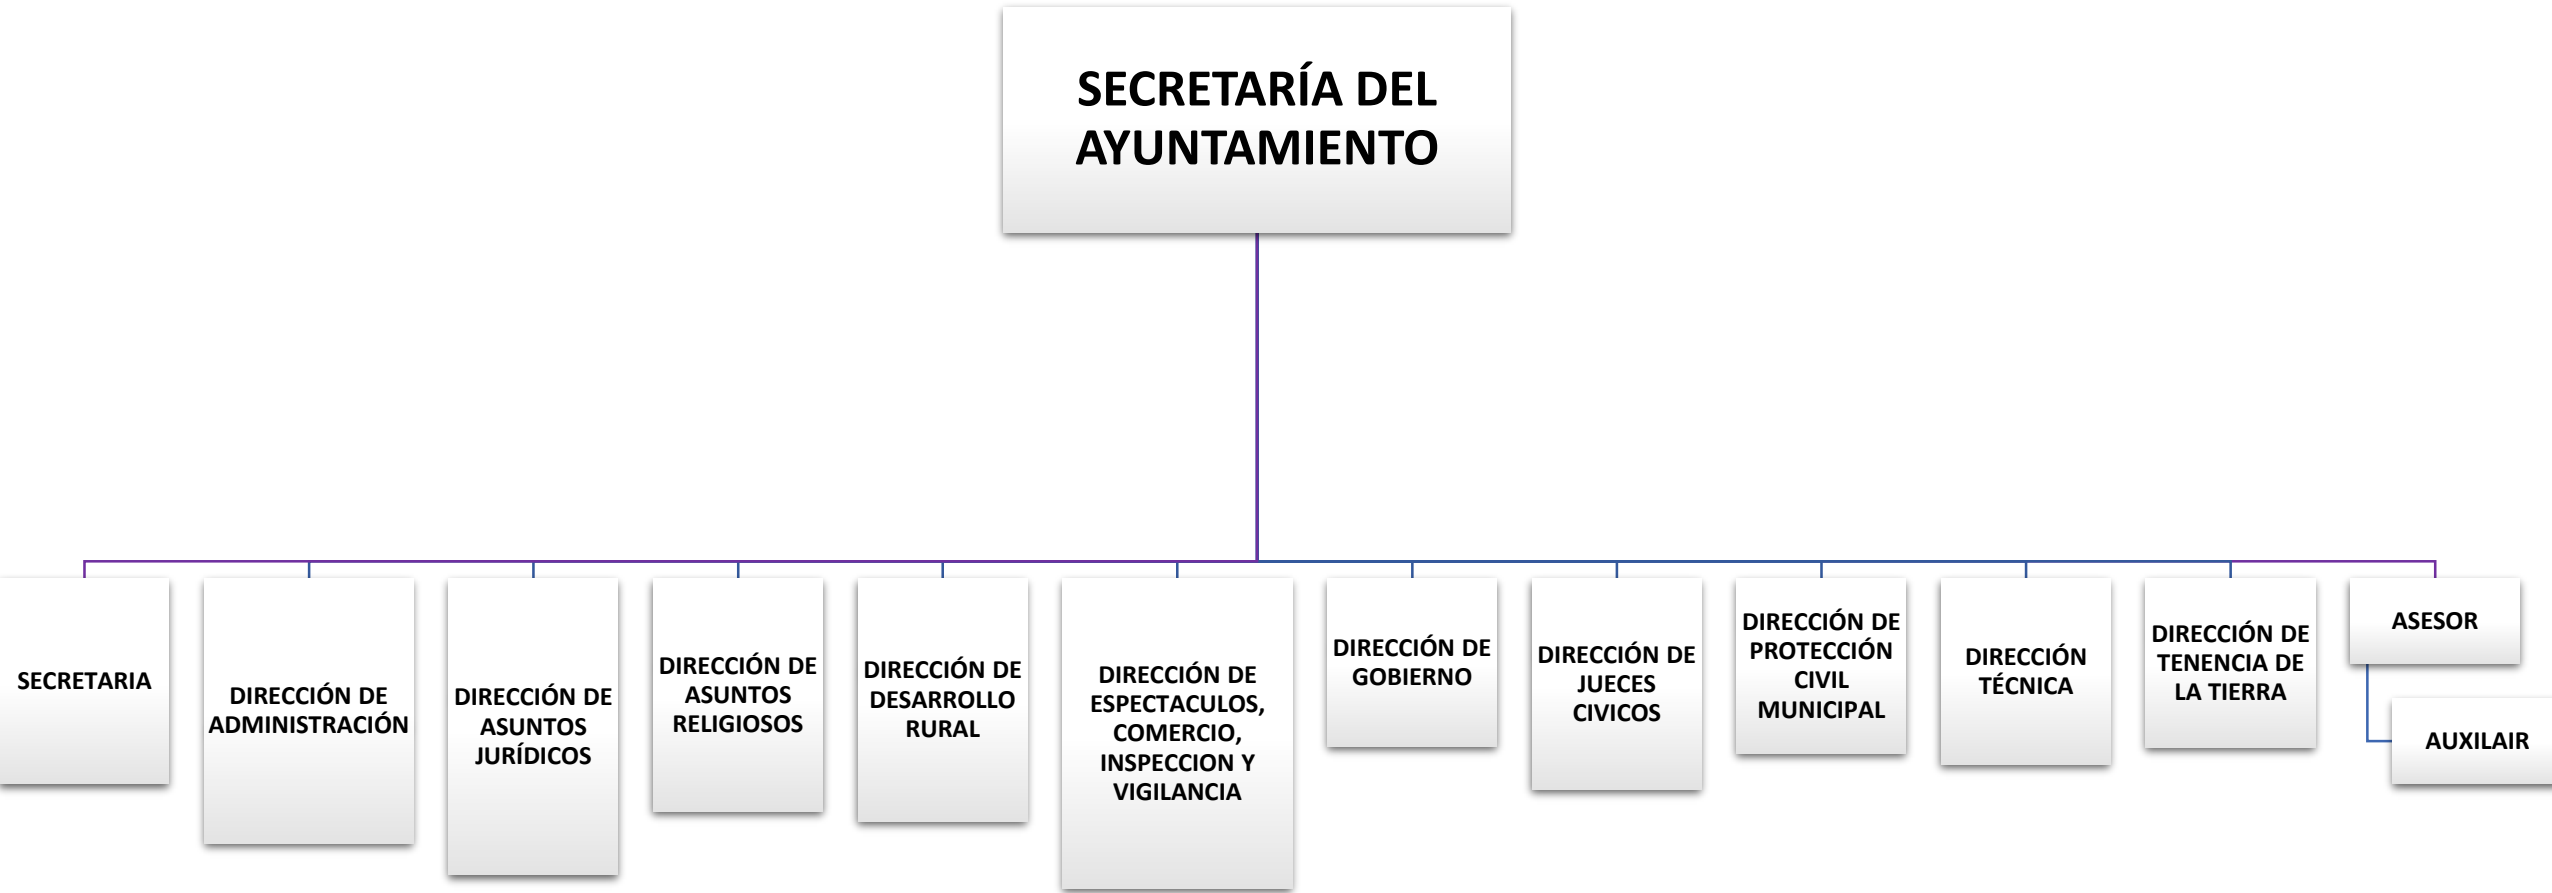 SECRETARÍA DEL
AYUNTAMIENTO
SECRETARIA
DIRECCIÓN DE
ADMINISTRACIÓN
DIRECCIÓN DE
ASUNTOS
JURÍDICOS
DIRECCIÓN DE
ASUNTOS
RELIGIOSOS
DIRECCIÓN DE
DESARROLLO
RURAL
DIRECCIÓN DE
ESPECTACULOS,
COMERCIO,
INSPECCION Y
VIGILANCIA
DIRECCIÓN DE
GOBIERNO
DIRECCIÓN DE
JUECES
CIVICOS
DIRECCIÓN DE
PROTECCIÓN
CIVIL
MUNICIPAL
DIRECCIÓN
TÉCNICA
DIRECCIÓN DE
TENENCIA DE
LA TIERRA
ASESOR
AUXILAIR